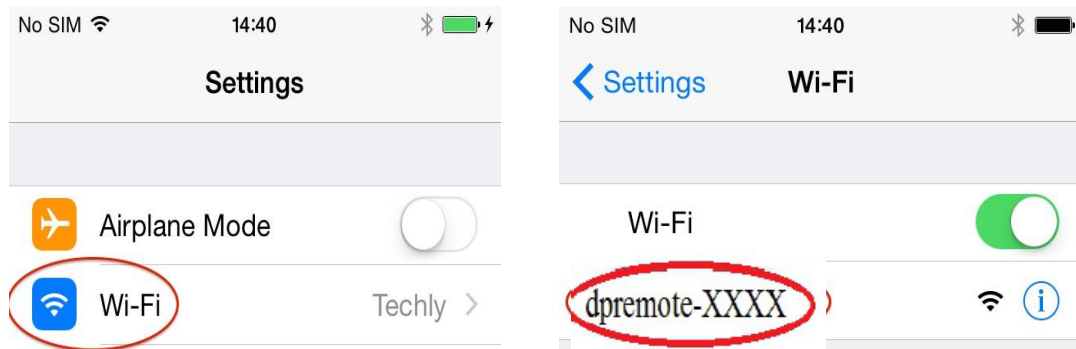 No SIM 14:40
Settings
Airplane Mode
Wi-Fi Techly
No SIM 14:40
Settings Wi-Fi
Wi-Fi
dpremote-XXXX